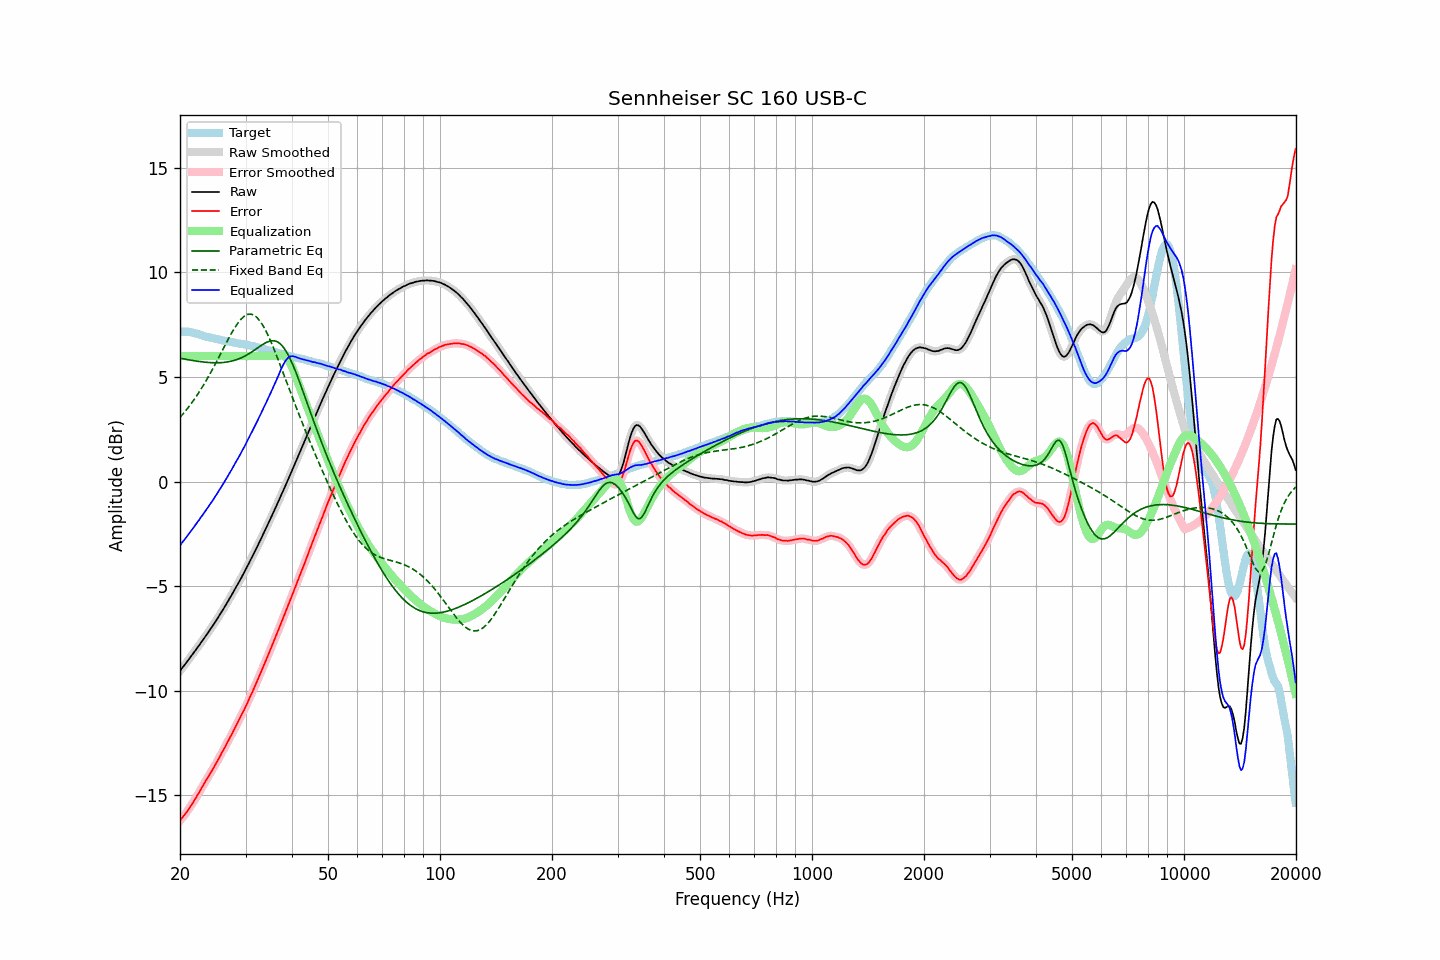 Sennheiser SC 160 USB-C
Target
Raw Smoothed
Error Smoothed
Raw
Error
Equalization
Parametric Eq
Fixed Band Eq
Equalized
Amplitude (dBr)
15
10
5
0
−5
−10
−15
20 50 100 200 500 1000 2000 5000 10000 20000
Frequency (Hz)